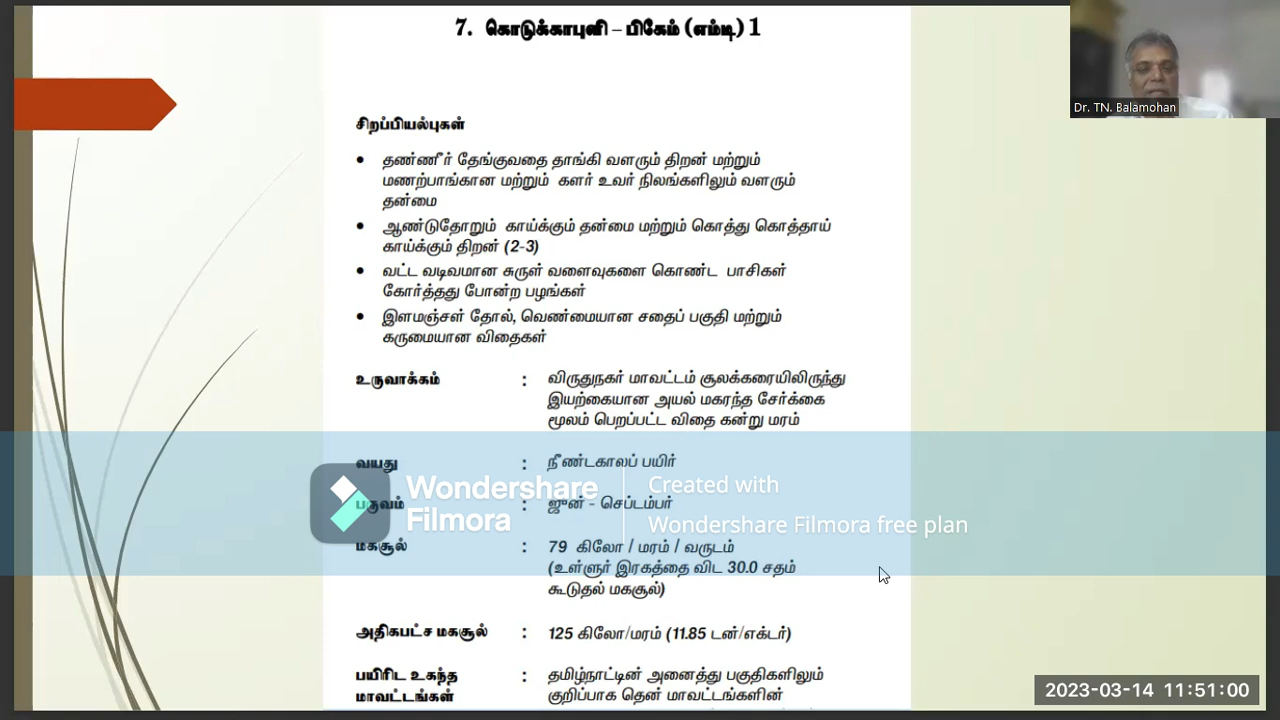 7. கொடுக்காபுளி – பிகேம் (எம்டி) 1
Dr. TN. Balamohan
சிறப்பியல்புகள்
• தண்ணீர் தேங்குவதை தாங்கி வளரும் திறன் மற்றும்
மணற்பாங்கான மற்றும் களர் உவர் நிலங்களிலும் வளரும்
தன்மை
• ஆண்டுதோறும் காய்க்கும் தன்மை மற்றும் கொத்து கொத்தாய்
காய்க்கும் திறன் (2-3)
• வட்ட வடிவமான சுருள் வளைவுகளை கொண்ட பாசிகள்
கோர்த்தது போன்ற பழங்கள்
• இளமஞ்சள் தோல், வெண்மையான சதைப் பகுதி மற்றும்
கருமையான விதைகள்
உருவாக்கம் : விருதுநகர் மாவட்டம் சூலக்கரையிலிருந்து
இயற்கையான அயல் மகரந்த சேர்க்கை
மூலம் பெறப்பட்ட விதை கன்று மரம்
வயது : நீண்டகாலப் பயிர்
பருவம் : ஜுன் - செப்டம்பர்
மகசூல் : 79 கிலோ / மரம் / வருடம்
(உள்ளுர் இரகத்தை விட 30.0 சதம்
கூடுதல் மகசூல்)
அதிகபட்ச மகசூல் : 125 கிலோ/மரம் (11.85 டன்/எக்டர்)
பயிரிட உகந்த : தமிழ்நாட்டின் அனைத்து பகுதிகளிலும்
மாவட்டங்கள் குறிப்பாக தென் மாவட்டங்களின்
Wondershare
Filmora
Created with
Wondershare Filmora free plan
2023-03-14 11:51:00